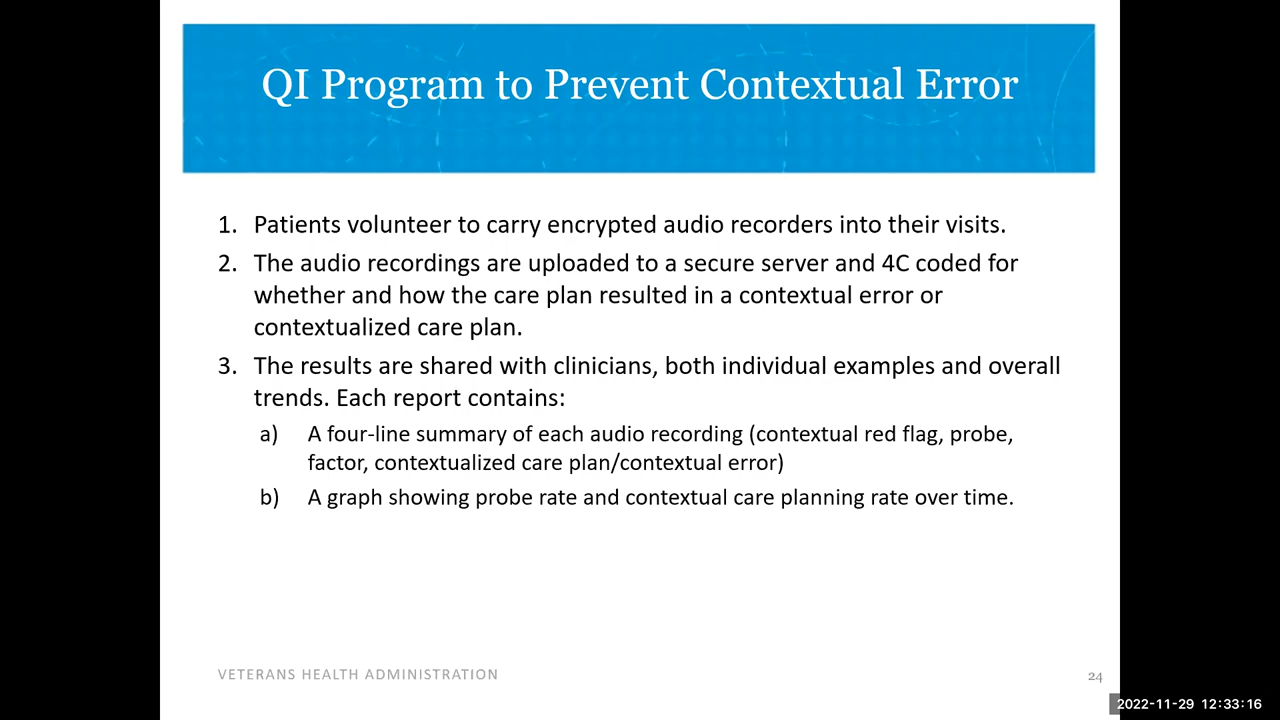 QI Program to Prevent Contextual Error
1. Patients volunteer to carry encrypted audio recorders into their visits.
2. The audio recordings are uploaded to a secure server and 4C coded for
whether and how the care plan resulted in a contextual error or
contextualized care plan.
3. The results are shared with clinicians, both individual examples and overall
trends. Each report contains:
a) A four-line summary of each audio recording (contextual red flag, probe,
factor, contextualized care plan/contextual error)
b) A graph showing probe rate and contextual care planning rate over time.
VETERANS HEALTH ADMINISTRATION
24
2022-11-29 12:33:16